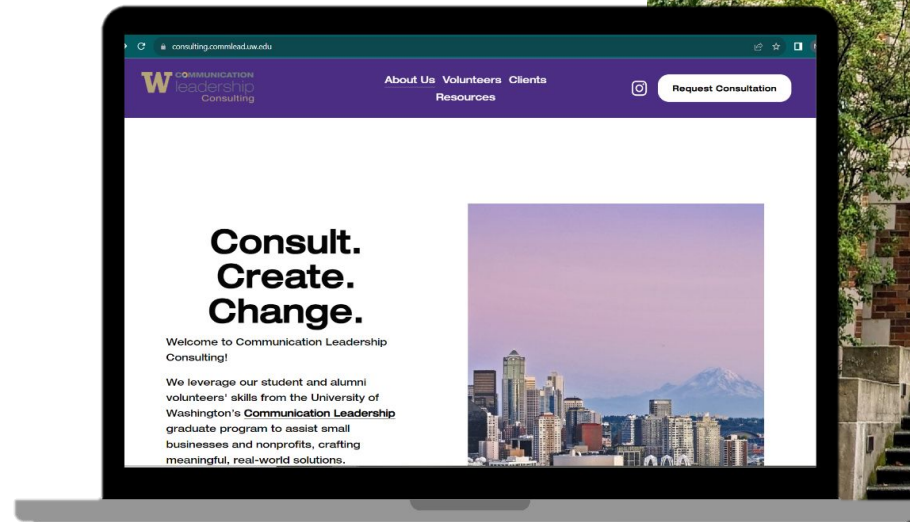 consulting.commlead.uw.edu
W COMMUNICATION
leadership
Consulting
About Us Volunteers Clients
Resources
Request Consultation
Consult.
Create.
Change.
Welcome to Communication Leadership
Consulting!
We leverage our student and alumni
volunteers' skills from the University of
Washington's Communication Leadership
graduate program to assist small
businesses and nonprofits, crafting
meaningful, real-world solutions.